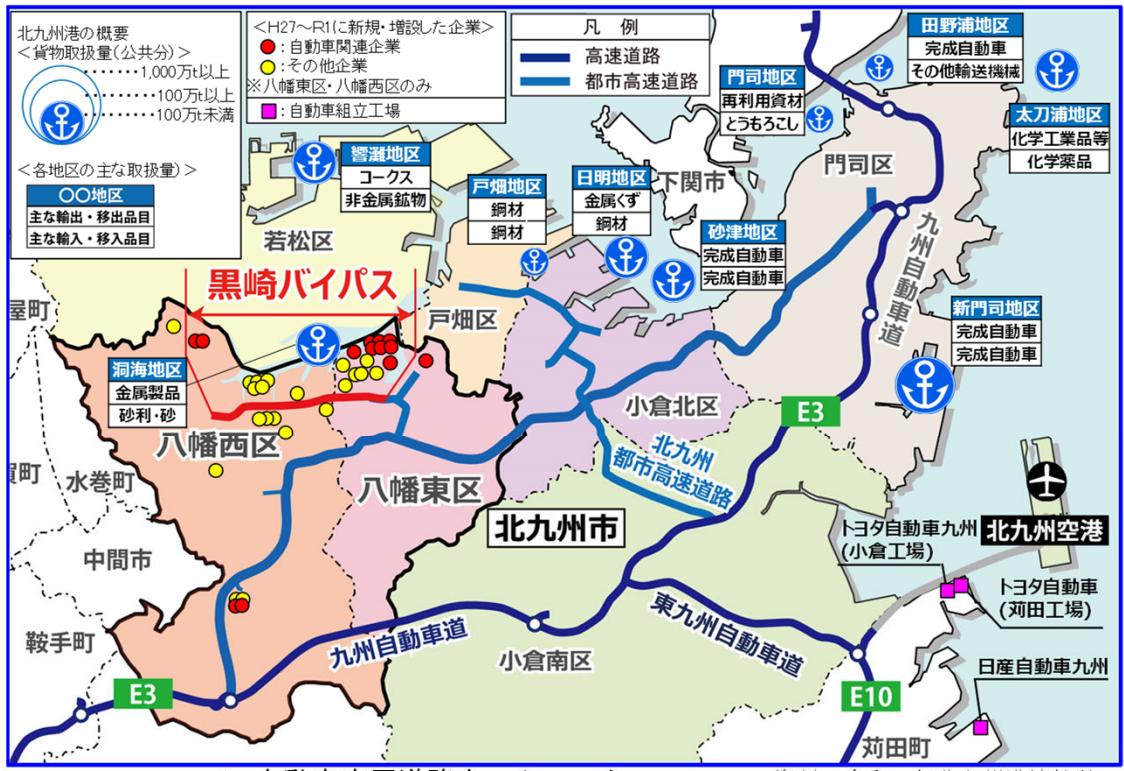 北九州港の概要
＜貨物取扱量(公共分)＞
1,000万t以上
100万t以上
100万t未満
＜各地区の主な取扱量)＞
〇〇地区
主な輸出・移出品目
主な輸入・移入品目
＜H27～R1に新規・増設した企業＞
：自動車関連企業
：その他企業
※八幡東区・八幡西区のみ
：自動車組立工場
凡 例
高速道路
都市高速道路
田野浦地区
完成自動車
その他輸送機械
門司地区
再利用資材
とうもろこし
太刀浦地区
化学工業品等
化学薬品
響灘地区
コークス
非金属鉱物
戸畑地区
鋼材
鋼材
日明地区
金属くず
鋼材
下関市
門司区
砂津地区
完成自動車
完成自動車
若松区
九州自動車道
黒崎バイパス
屋町
戸畑区
新門司地区
完成自動車
完成自動車
洞海地区
金属製品
砂利・砂
小倉北区
E3
八幡西区
北九州
都市高速道路
賀町
水巻町
八幡東区
北九州市
トヨタ自動車九州
(小倉工場)
北九州空港
中間市
トヨタ自動車
(苅田工場)
東九州自動車道
鞍手町
九州自動車道
小倉南区
日産自動車九州
E3
E10
苅田町